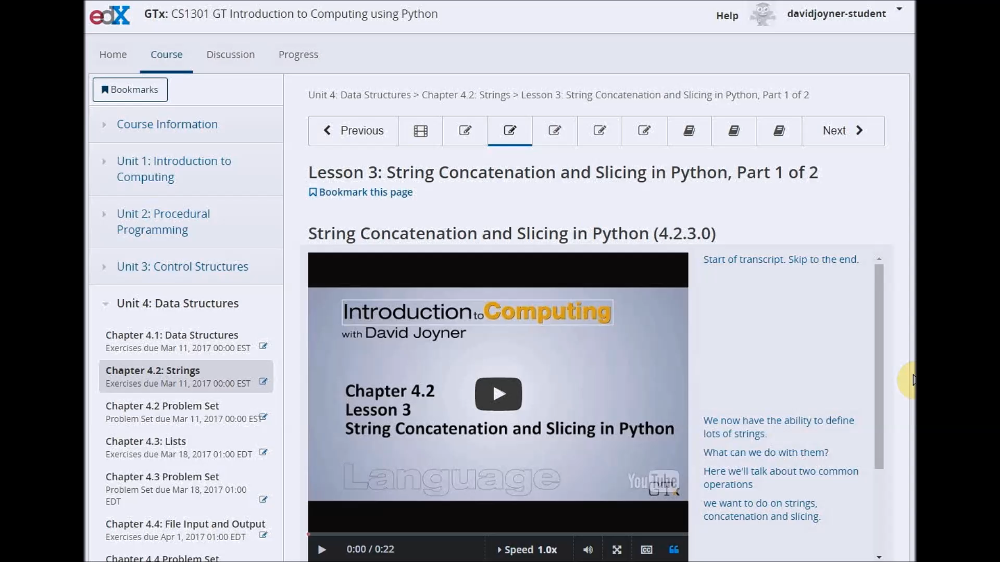 edX
GTx: CS1301 GT Introduction to Computing using Python
Help
davidjoyner-student
Home
Course
Discussion
Progress
Bookmarks
Course Information
Unit 1: Introduction to
Computing
Unit 2: Procedural
Programming
Unit 3: Control Structures
Unit 4: Data Structures
Chapter 4.1: Data Structures
Exercises due Mar 11, 2017 00:00 EST
Chapter 4.2: Strings
Exercises due Mar 11, 2017 00:00 EST
Chapter 4.2 Problem Set
Problem Set due Mar 11, 2017 00:00 EST
Chapter 4.3: Lists
Exercises due Mar 18, 2017 01:00 EDT
Chapter 4.3 Problem Set
Problem Set due Mar 18, 2017 01:00
EDT
Chapter 4.4: File Input and Output
Exercises due Apr 1, 2017 01:00 EDT
Chapter 4.4 Problem Set
Unit 4: Data Structures > Chapter 4.2: Strings > Lesson 3: String Concatenation and Slicing in Python, Part 1 of 2
Previous
Next
Lesson 3: String Concatenation and Slicing in Python, Part 1 of 2
Bookmark this page
String Concatenation and Slicing in Python (4.2.3.0)
Introduction to Computing
with David Joyner
Chapter 4.2
Lesson 3
String Concatenation and Slicing in Python
Language
YouTube
0:00 / 0:22
Speed 1.0x
CC
Start of transcript. Skip to the end.
We now have the ability to define
lots of strings.
What can we do with them?
Here we'll talk about two common
operations
we want to do on strings,
concatenation and slicing.